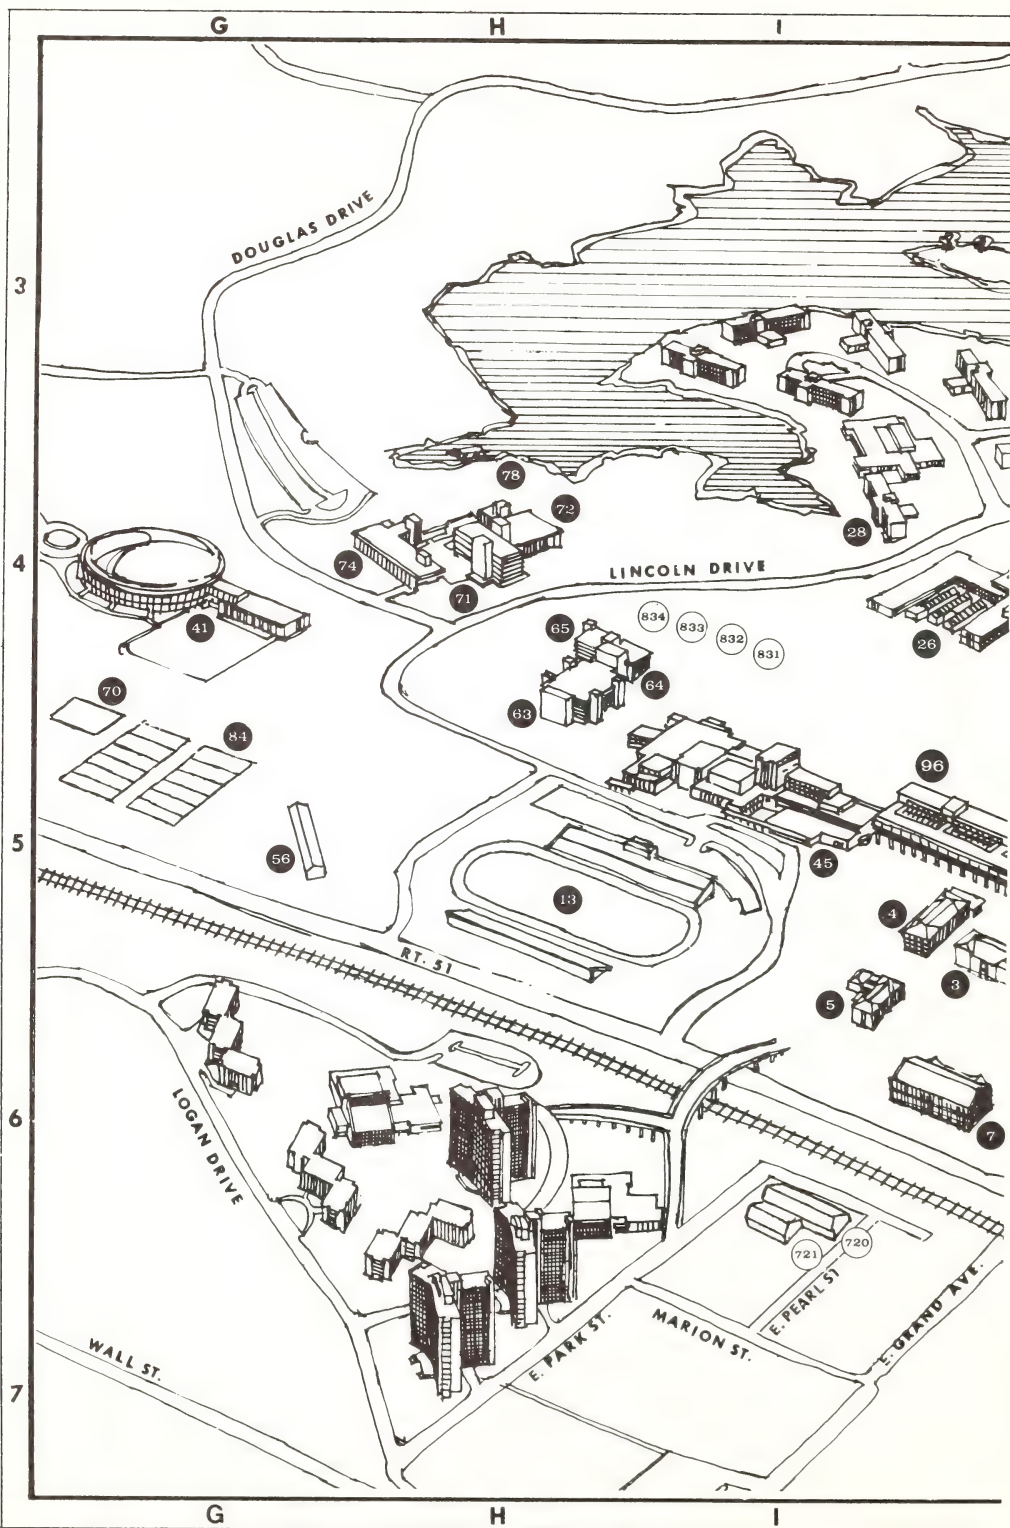 G H I
DOUGLAS DRIVE
3
78
72
28
74
4
LINCOLN DRIVE
71
834
833
832
831
65
41
26
64
70
63
84
96
5
56
45
13
4
RT. 51
3
5
LOGAN DRIVE
6
7
721
720
E. PEARL ST
E. GRAND AVE.
MARION ST.
E. PARK ST.
WALL ST.
7
G H I